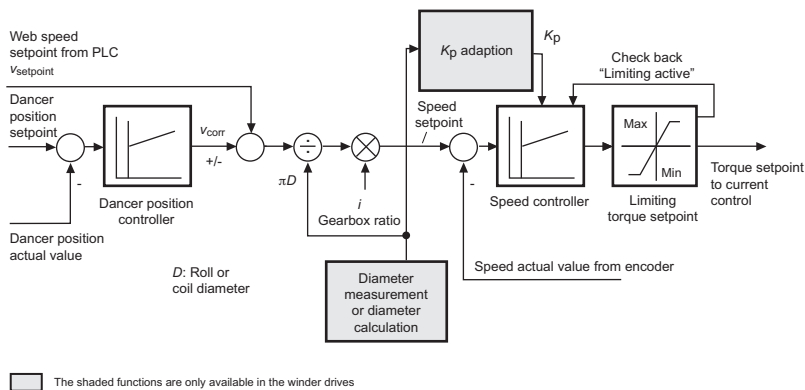 Web speed
setpoint from PLC
vsetpoint
Dancer
position
setpoint
-
Dancer position
controller
Dancer position
actual value
vcorr
+/-
÷
πD
i
Gearbox ratio
D: Roll or
coil diameter
Diameter
measurement
or diameter
calculation
Kp adaption
Kp
Speed
setpoint
-
Speed controller
Speed actual value from encoder
Check back
“Limiting active”
Max
Min
Limiting
torque setpoint
Torque setpoint
to current
control
The shaded functions are only available in the winder drives